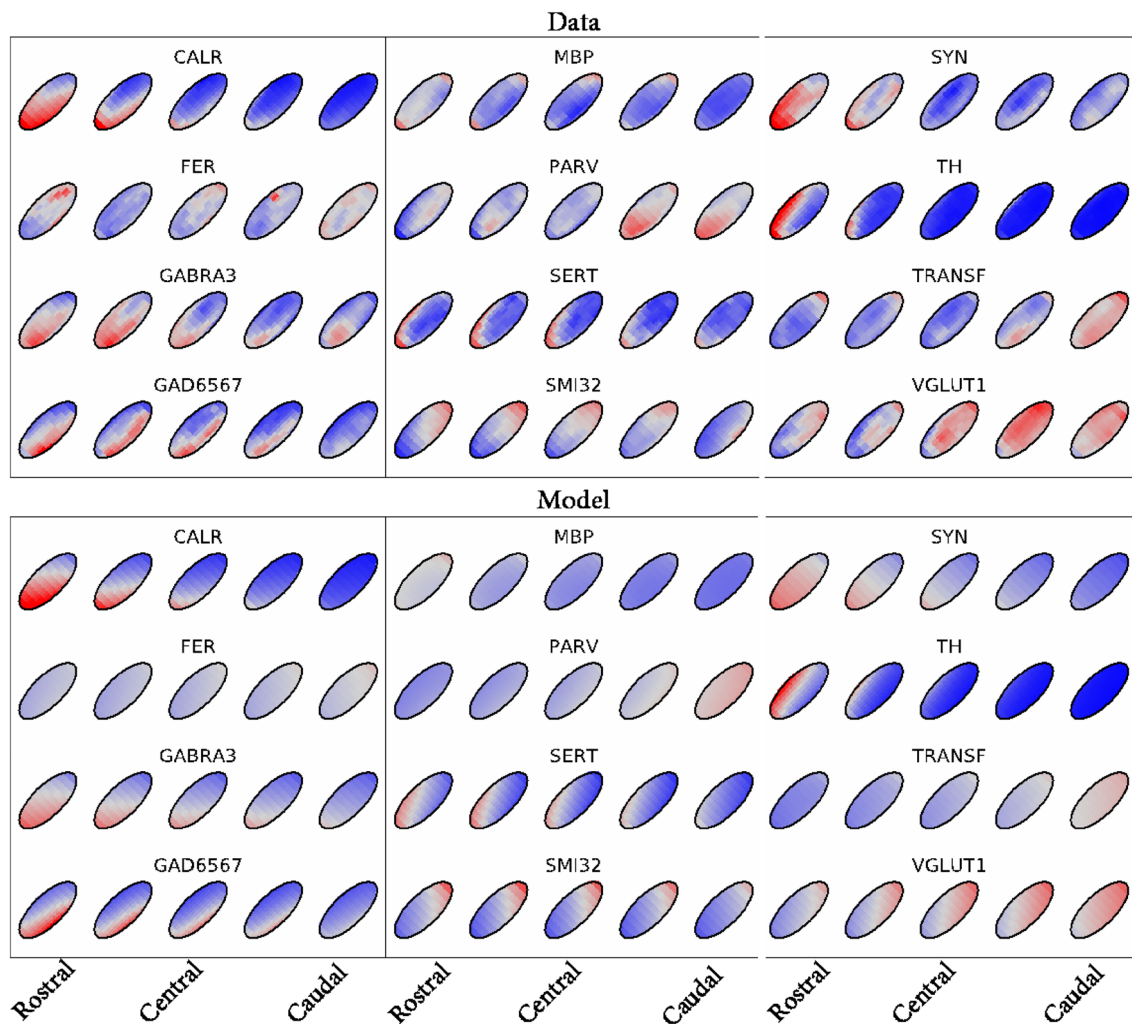 Data
CALR MBP SYN
FER PARV TH
GABRA3 SERT TRANSF
GAD6567 SMI32 VGLUT1
Model
CALR MBP SYN
FER PARV TH
GABRA3 SERT TRANSF
GAD6567 SMI32 VGLUT1
Rostral Central Caudal Rostral Central Caudal Rostral Central Caudal